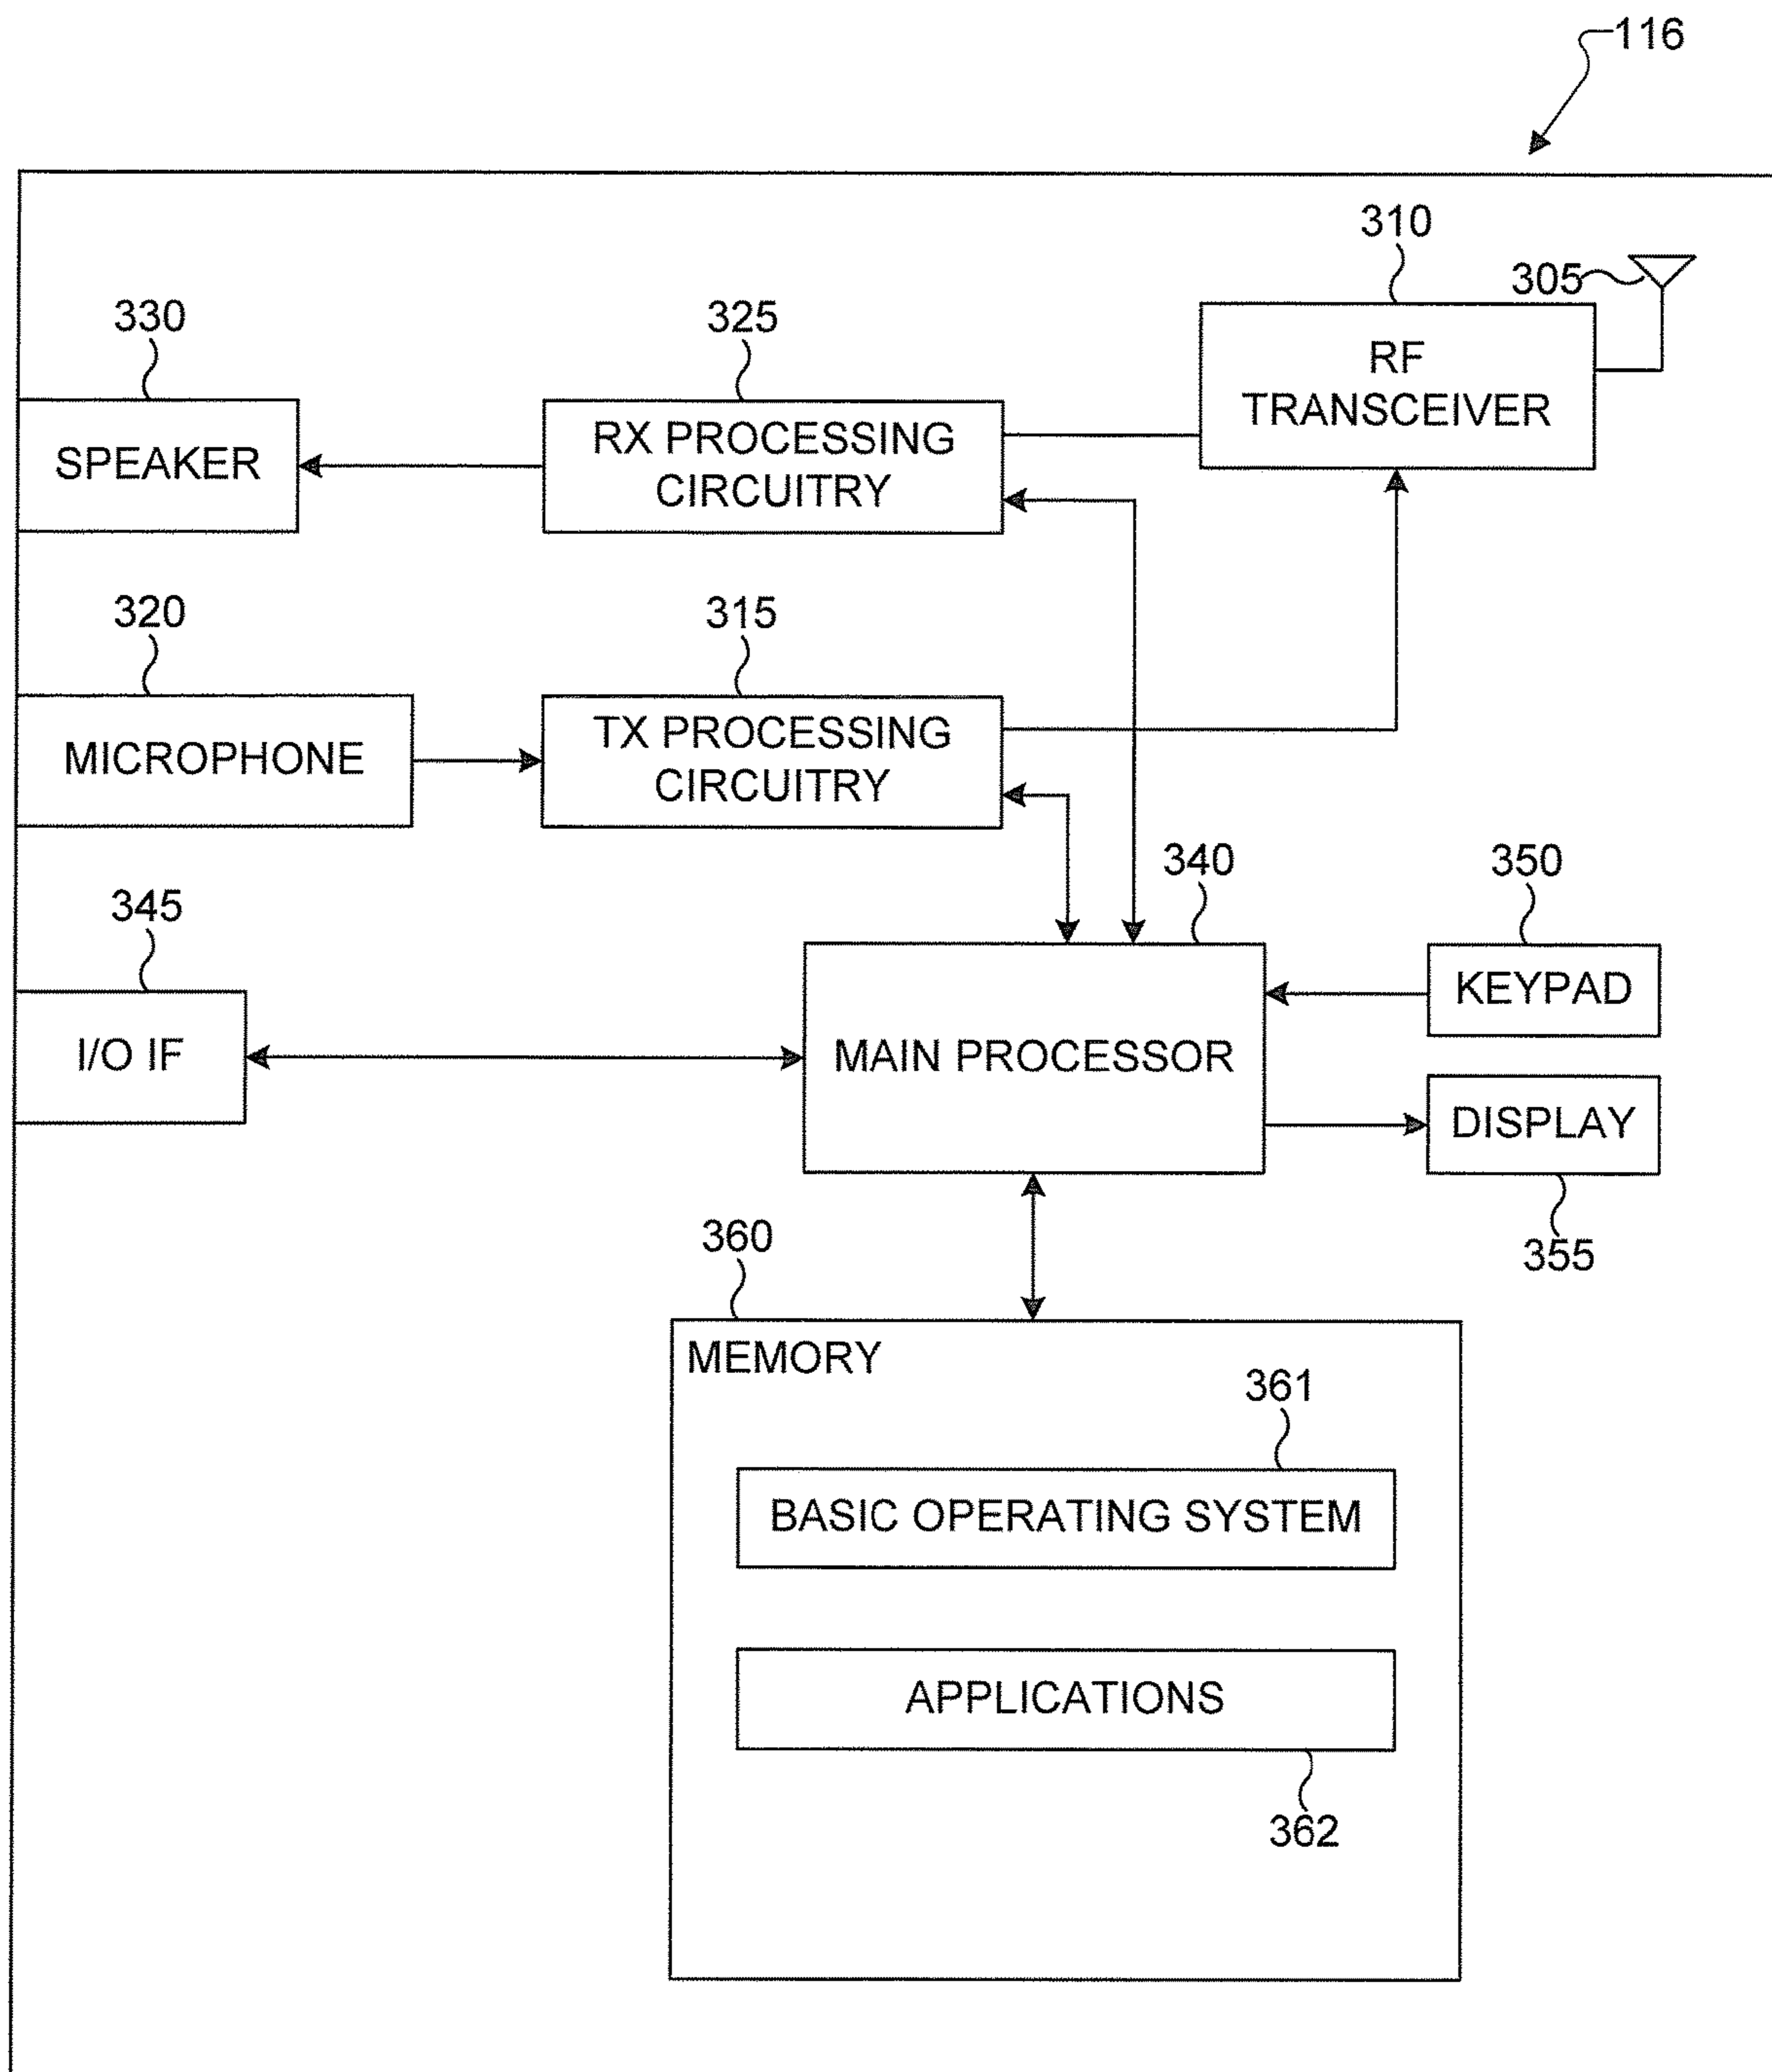 116
310
305
330
325
RF
TRANSCEIVER
SPEAKER
RX PROCESSING
CIRCUITRY
320
315
MICROPHONE
TX PROCESSING
CIRCUITRY
340
350
345
KEYPAD
I/O IF
MAIN PROCESSOR
DISPLAY
355
360
MEMORY
361
BASIC OPERATING SYSTEM
APPLICATIONS
362